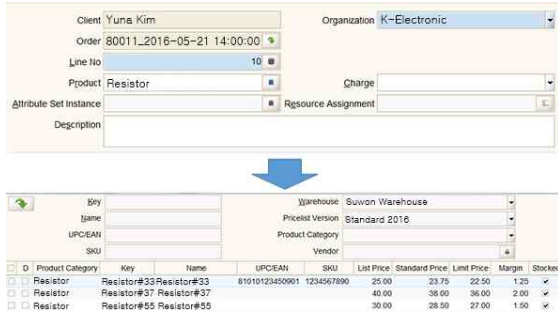 Client Yuna Kim Organization K-Electronic
Order 80011_2016-05-21 14:00:00
Line No 10
Product Resistor Charge
Attribute Set Instance Resource Assignment
Description
Key Warehouse Suwon Warehouse
Name Pricelist Version Standard 2016
UPC/EAN Product Category
SKU Vendor
D Product Category Key Name UPC/EAN SKU List Price Standard Price Limit Price Margin Stocked
Resistor Resistor#33 Resistor#33 81010123450901 1234567890 25.00 23.75 22.50 1.25
Resistor Resistor#37 Resistor#37 40.00 38.00 36.00 2.00
Resistor Resistor#55 Resistor#55 30.00 28.50 27.00 1.50